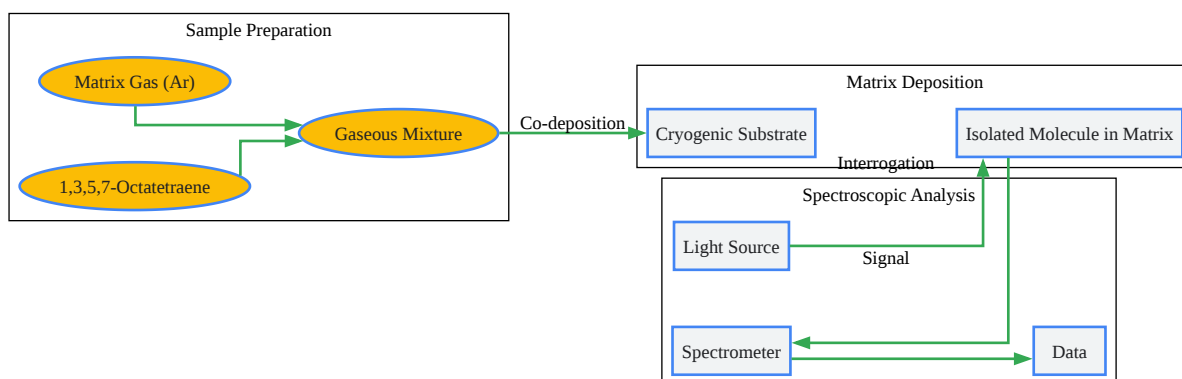 Sample Preparation
Matrix Gas (Ar)
Gaseous Mixture
1,3,5,7-Octatetraene
Co-deposition
Matrix Deposition
Cryogenic Substrate
Isolated Molecule in Matrix
Interrogation
Spectroscopic Analysis
Light Source
Signal
Spectrometer
Data